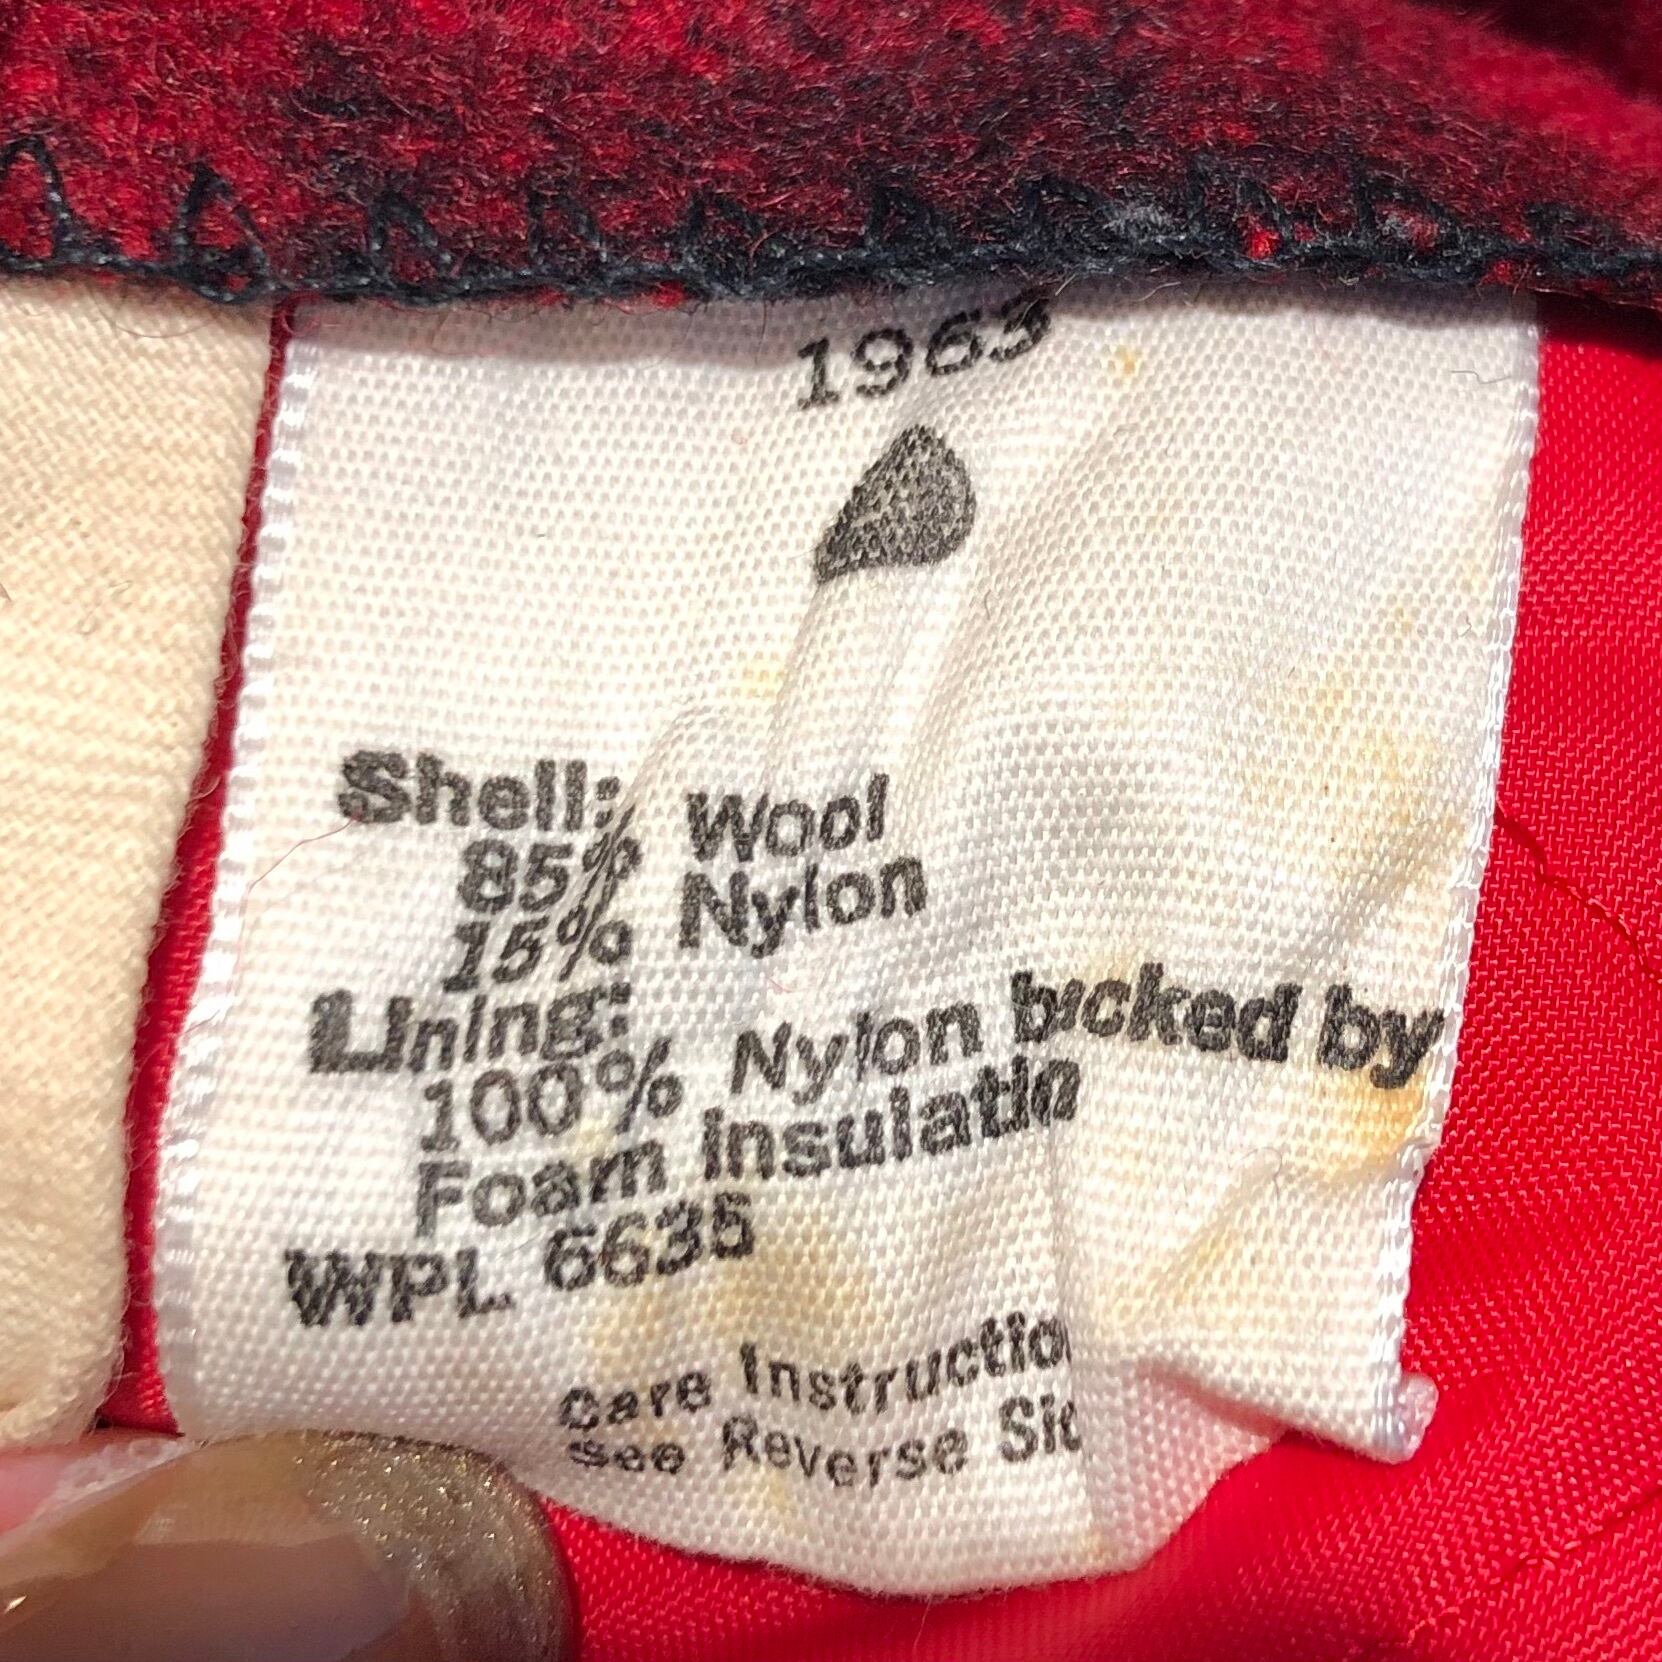 1963
Shell:
85% Wool
15% Nylon
Lining:
100% Nylon backed by
Foam Insulatio
WPL 6635
Care Instructio
see Reverse Sid